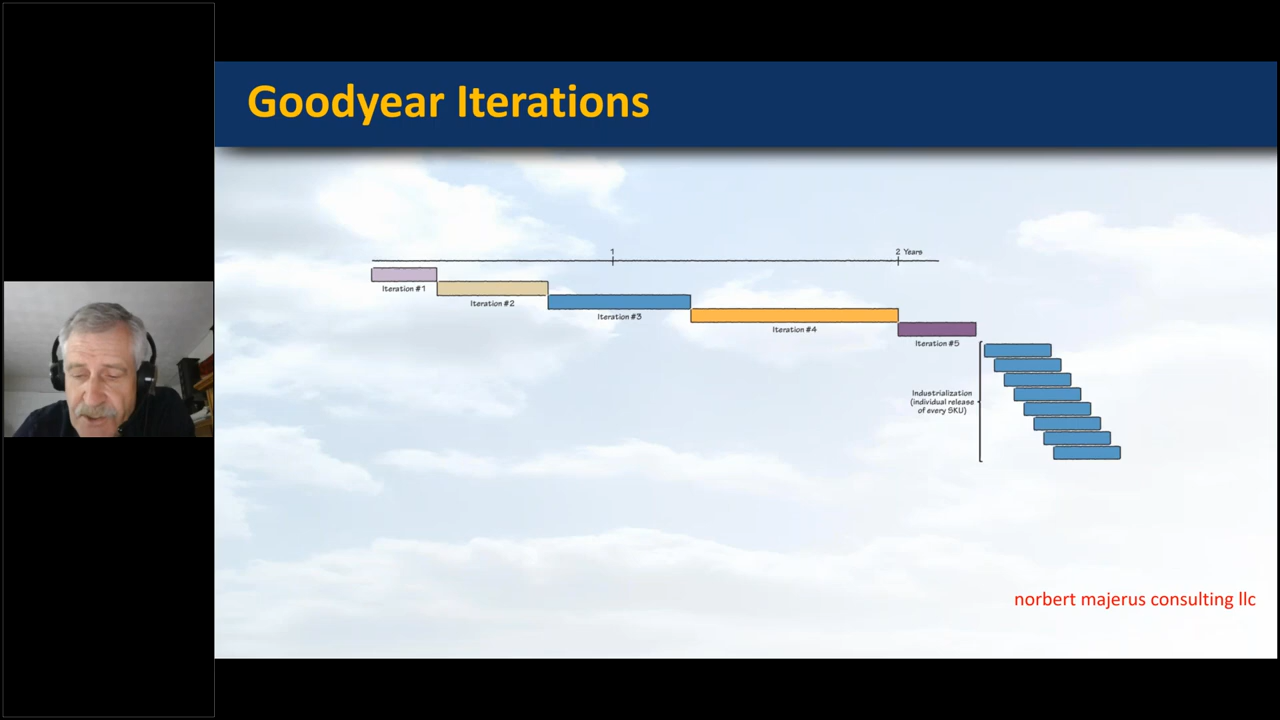 Goodyear Iterations
1
2 Years
Iteration #1
Iteration #2
Iteration #3
Iteration #4
Iteration #5
Industrialization
(individual release
of every SKU)
norbert majerus consulting llc